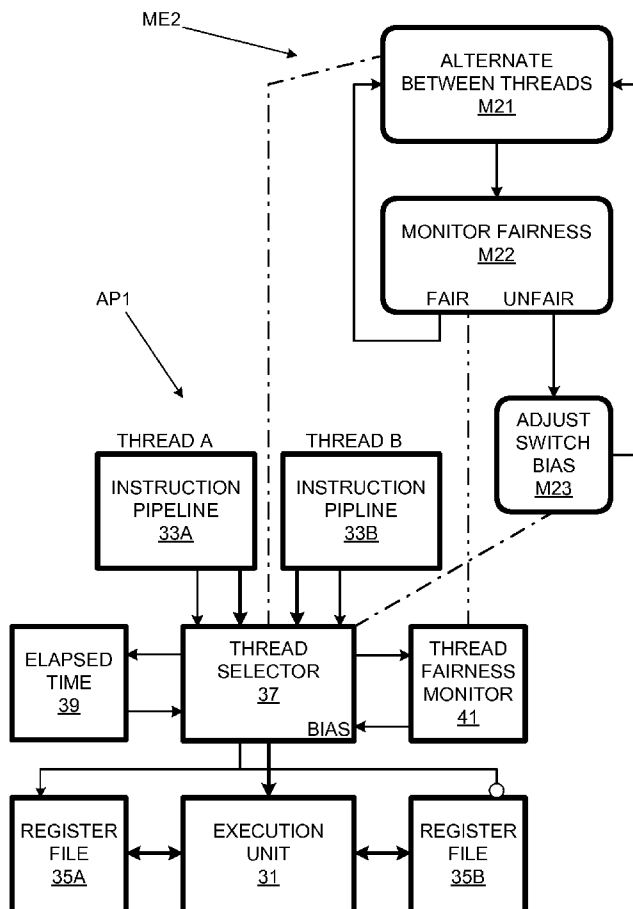 ME2
ALTERNATE
BETWEEN THREADS
M21
MONITOR FAIRNESS
M22
FAIR UNFAIR
AP1
ADJUST
SWITCH
BIAS
M23
THREAD A
THREAD B
INSTRUCTION
PIPELINE
33A
INSTRUCTION
PIPLINE
33B
ELAPSED
TIME
39
THREAD
SELECTOR
37
BIAS
THREAD
FAIRNESS
MONITOR
41
REGISTER
FILE
35A
EXECUTION
UNIT
31
REGISTER
FILE
35B